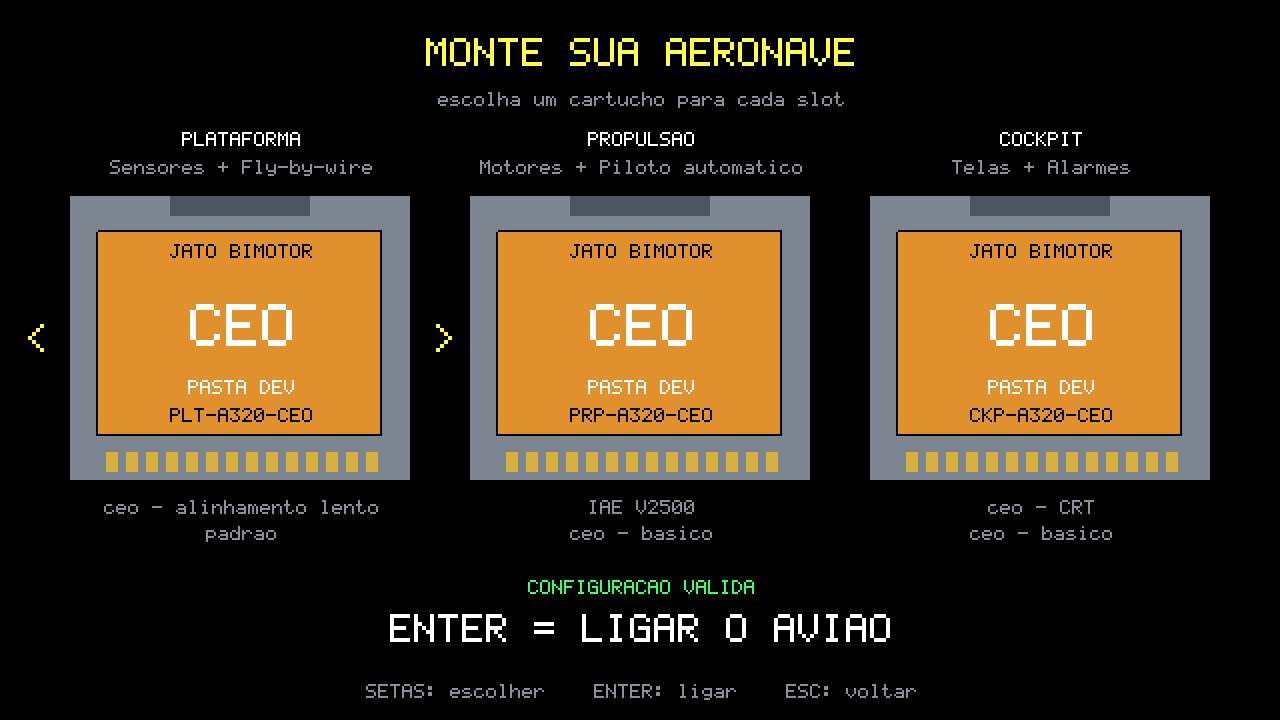 MONTE SUA AERONAVE
escolha um cartucho para cada slot
PLATAFORMA
Sensores + Fly-by-wire
PROPULSAO
Motores + Piloto automatico
COCKPIT
Telas + Alarmes
<
JATO BIMOTOR
CEO
PASTA DEV
PLT-A320-CEO
>
JATO BIMOTOR
CEO
PASTA DEV
PRP-A320-CEO
JATO BIMOTOR
CEO
PASTA DEV
CKP-A320-CEO
ceo - alinhamento lento
padrao
IAE V2500
ceo - basico
ceo - CRT
ceo - basico
CONFIGURACAO VALIDA
ENTER = LIGAR O AVIAO
SETAS: escolher    ENTER: ligar    ESC: voltar